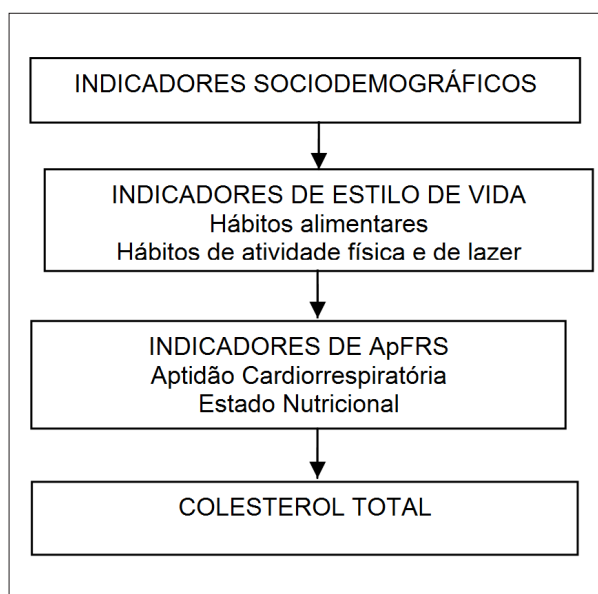 INDICADORES SOCIODEMOGRÁFICOS
INDICADORES DE ESTILO DE VIDA
Hábitos alimentares
Hábitos de atividade física e de lazer
INDICADORES DE ApFRS
Aptidão Cardiorrespiratória
Estado Nutricional
COLESTEROL TOTAL